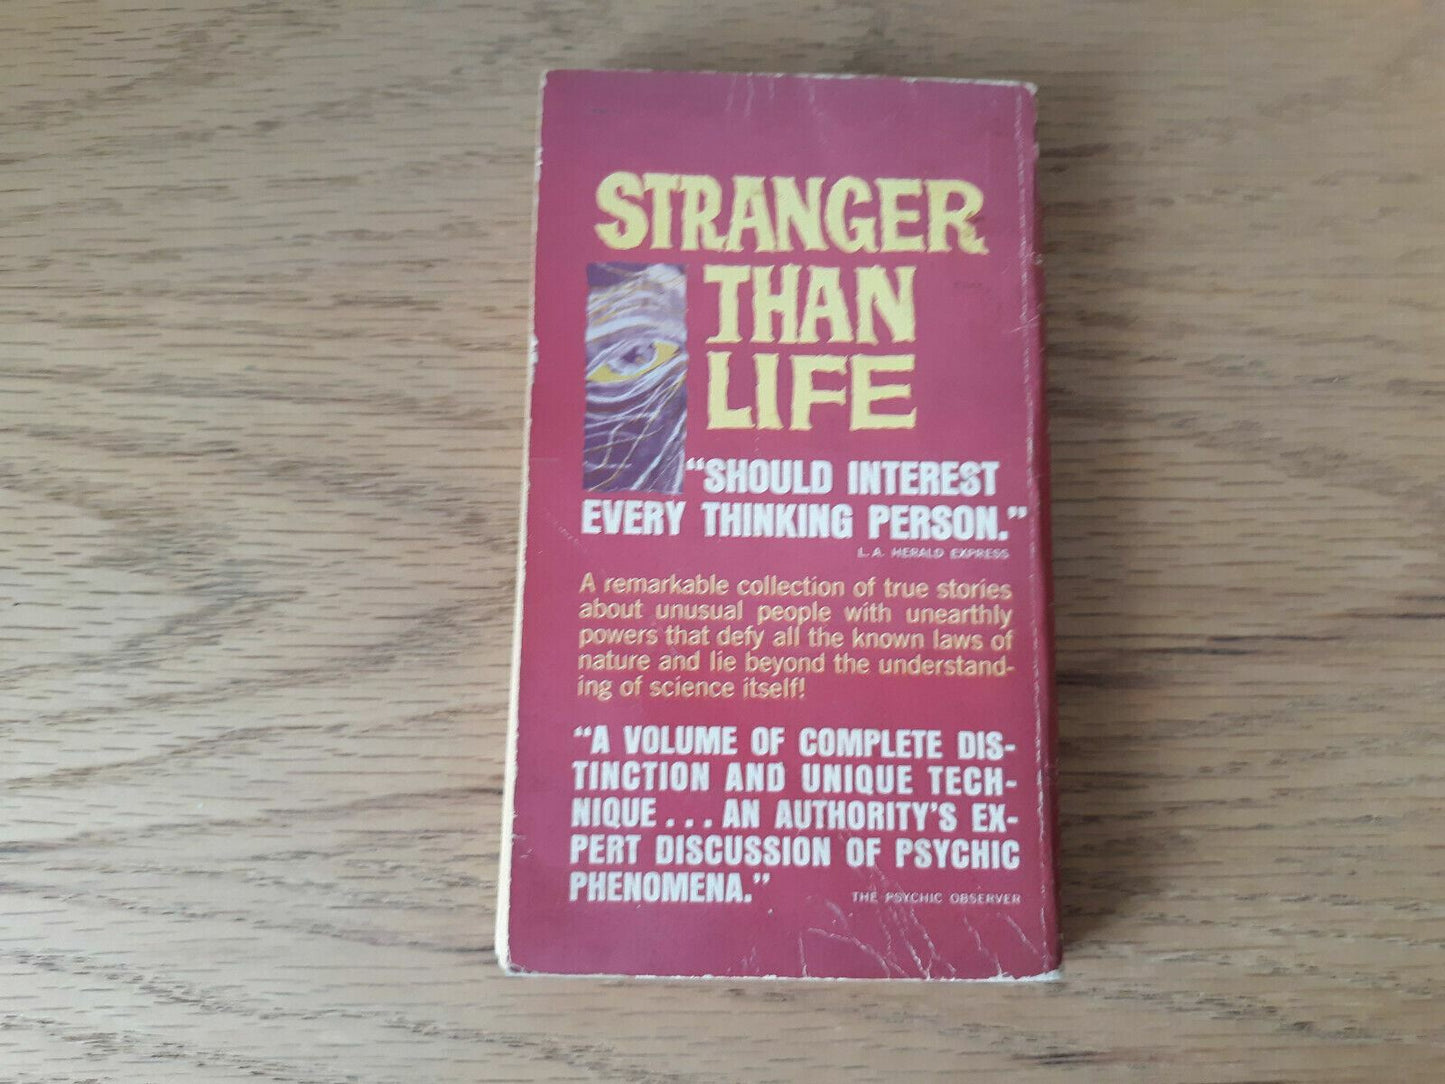 STRANGER
THAN
LIFE
“SHOULD INTEREST
EVERY THINKING PERSON.”
L. A. HERALD EXPRESS
A remarkable collection of true stories
about unusual people with unearthly
powers that defy all the known laws of
nature and lie beyond the understand-
ing of science itself!
“A VOLUME OF COMPLETE DIS-
TINCTION AND UNIQUE TECH-
NIQUE . . . AN AUTHORITY’S EX-
PERT DISCUSSION OF PSYCHIC
PHENOMENA.”
THE PSYCHIC OBSERVER